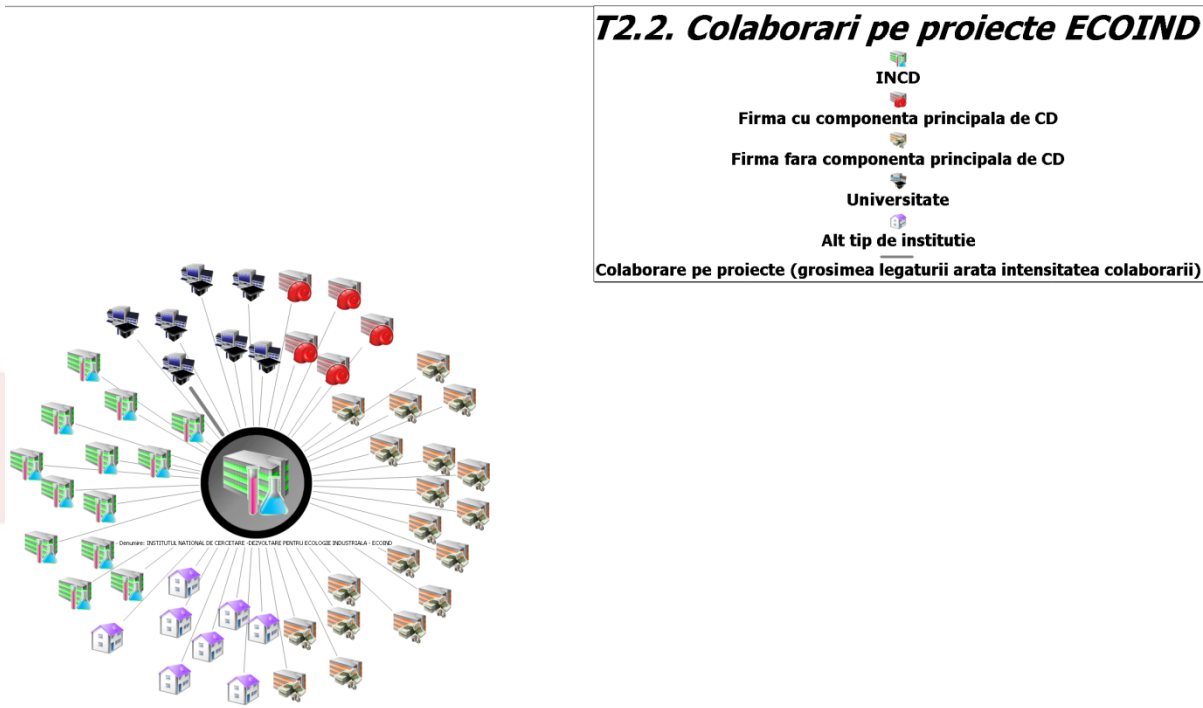 T2.2. Colaborari pe proiecte ECOIND
INCD
Firma cu componenta principala de CD
Firma fara componenta principala de CD
Universitate
Alt tip de institutie
Colaborare pe proiecte (grosimea legaturii arata intensitatea colaborarii)
- Denumire: INSTITUTUL NATIONAL DE CERCETARE -DEZVOLTARE PENTRU ECOLOGIE INDUSTRIALA - ECOIND